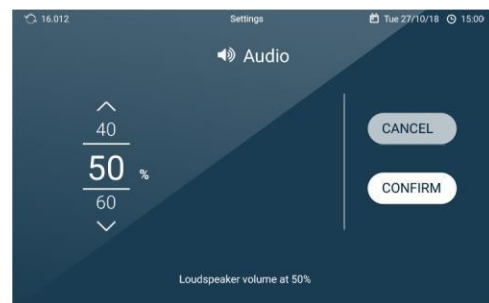 16.012 Settings Tue 27/10/18 15:00
Audio
40
50 %
60
CANCEL
CONFIRM
Loudspeaker volume at 50%